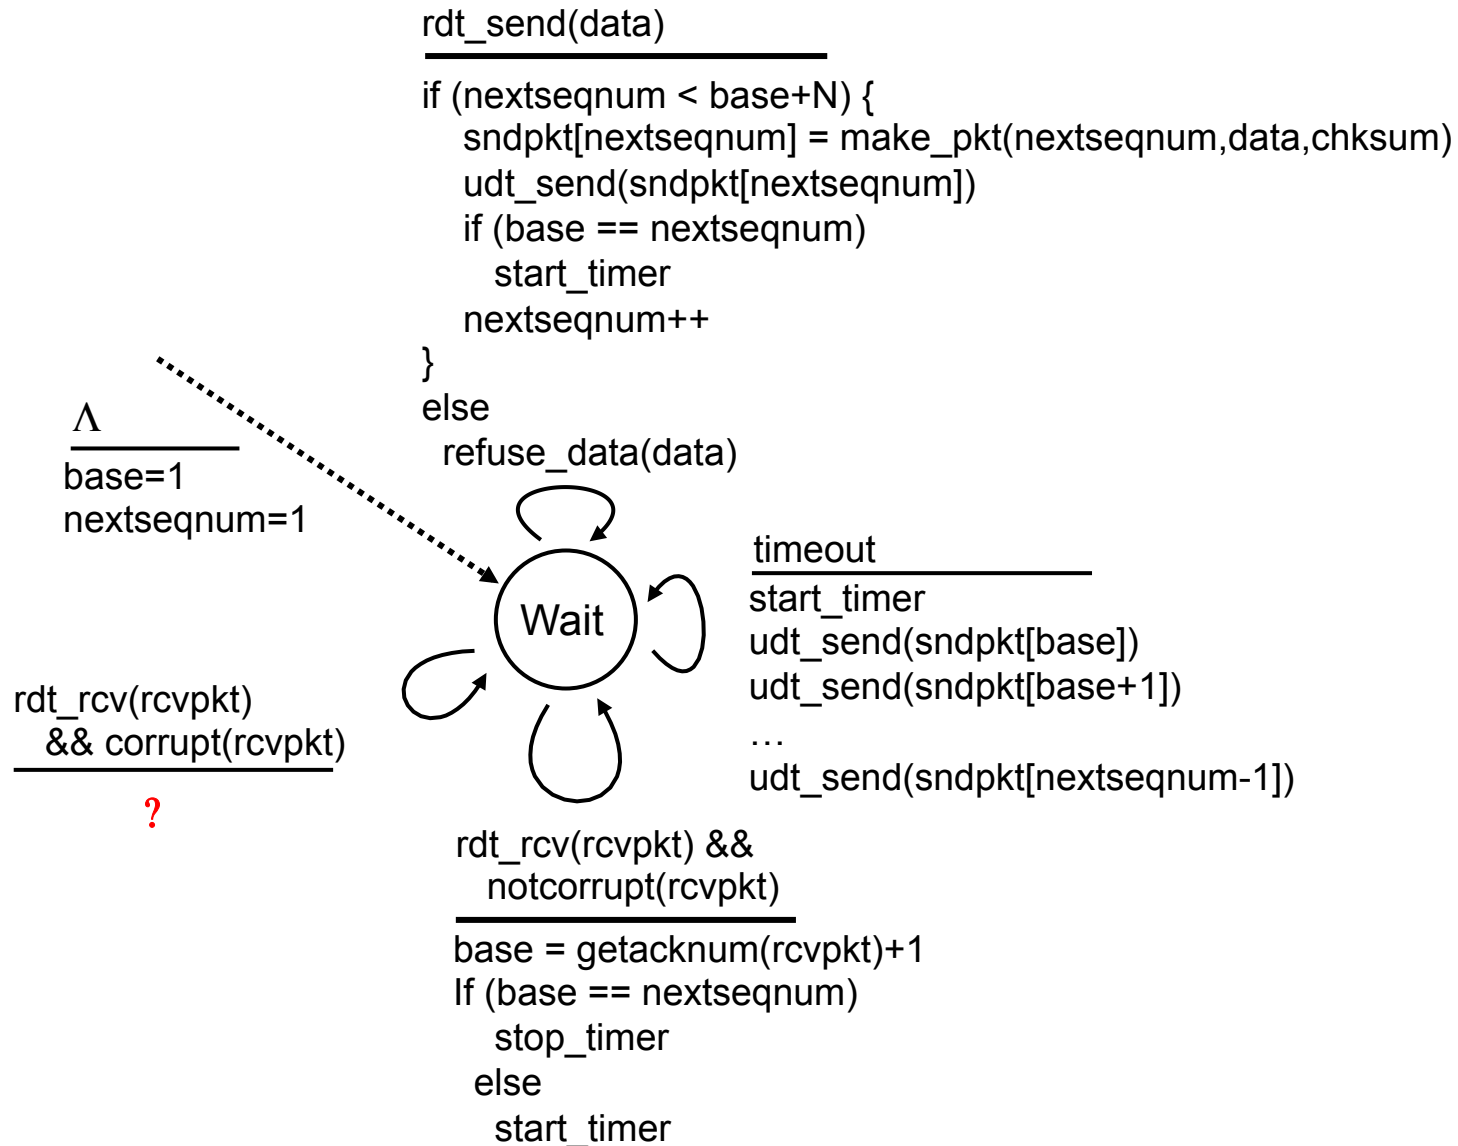 rdt_send(data)
if (nextseqnum < base+N) {
sndpkt[nextseqnum] = make_pkt(nextseqnum,data,chksum)
udt_send(sndpkt[nextseqnum])
if (base == nextseqnum)
start_timer
nextseqnum++
}
else
refuse_data(data)
Λ
base=1
nextseqnum=1
Wait
timeout
start_timer
udt_send(sndpkt[base])
udt_send(sndpkt[base+1])
…
udt_send(sndpkt[nextseqnum-1])
rdt_rcv(rcvpkt)
&& corrupt(rcvpkt)
?
rdt_rcv(rcvpkt) &&
notcorrupt(rcvpkt)
base = getacknum(rcvpkt)+1
If (base == nextseqnum)
stop_timer
else
start_timer